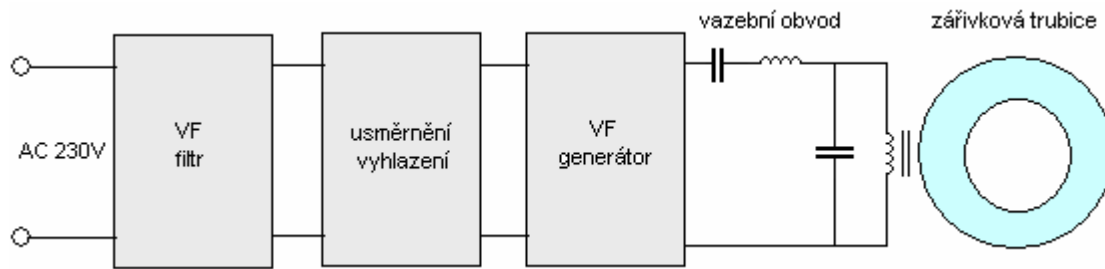 vazební obvod
zářivková trubice
AC 230V
VF
filtr
usměrnění
vyhlazení
VF
generátor